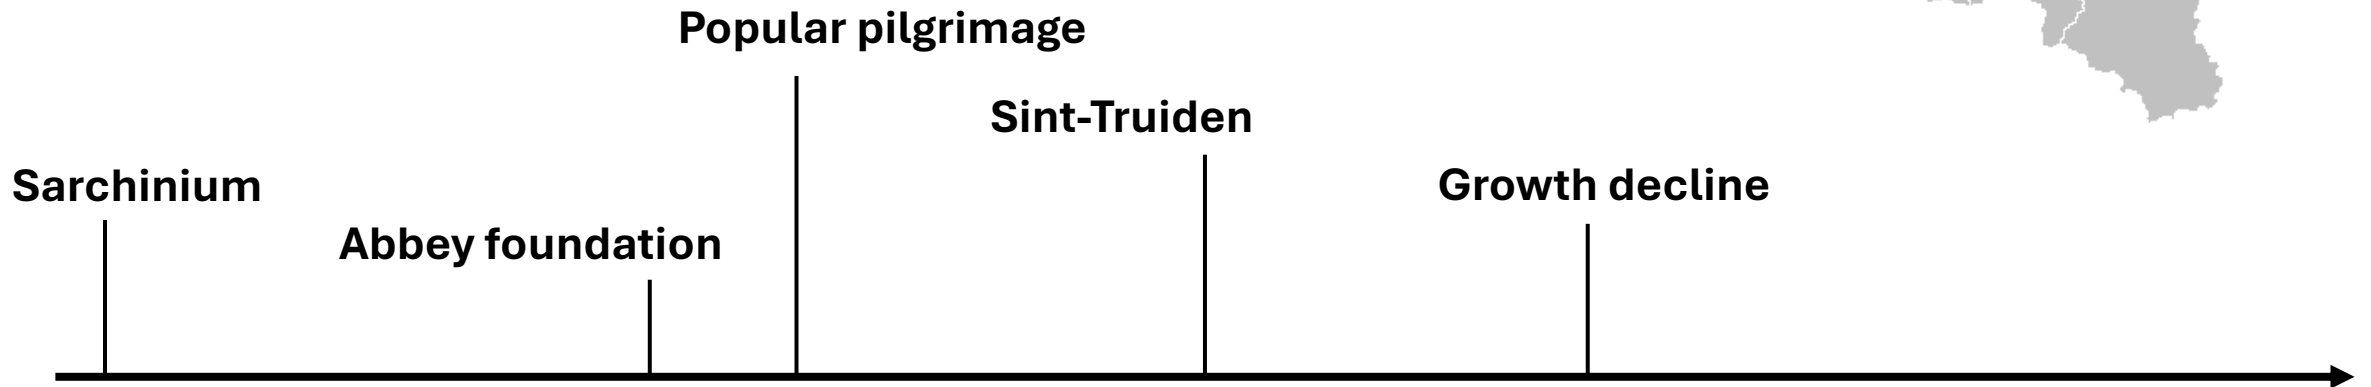 Popular pilgrimage
Sint-Truiden
Sarchinium
Growth decline
Abbey foundation